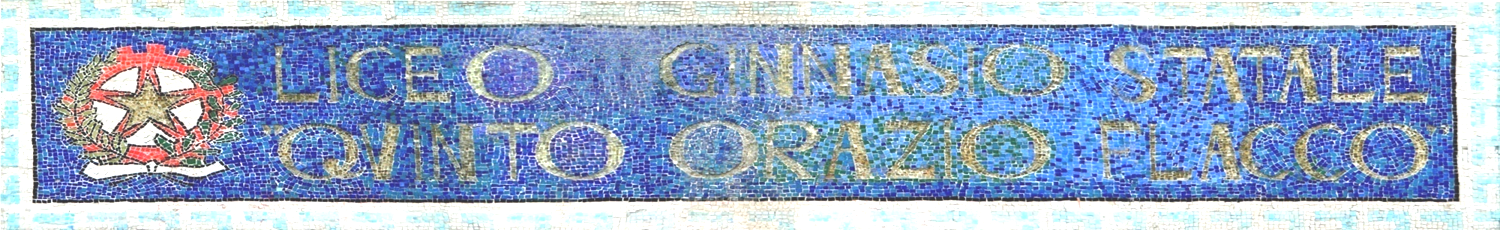 LICEO GINNASIO STATALE
"QVINTO ORAZIO FLACCO"